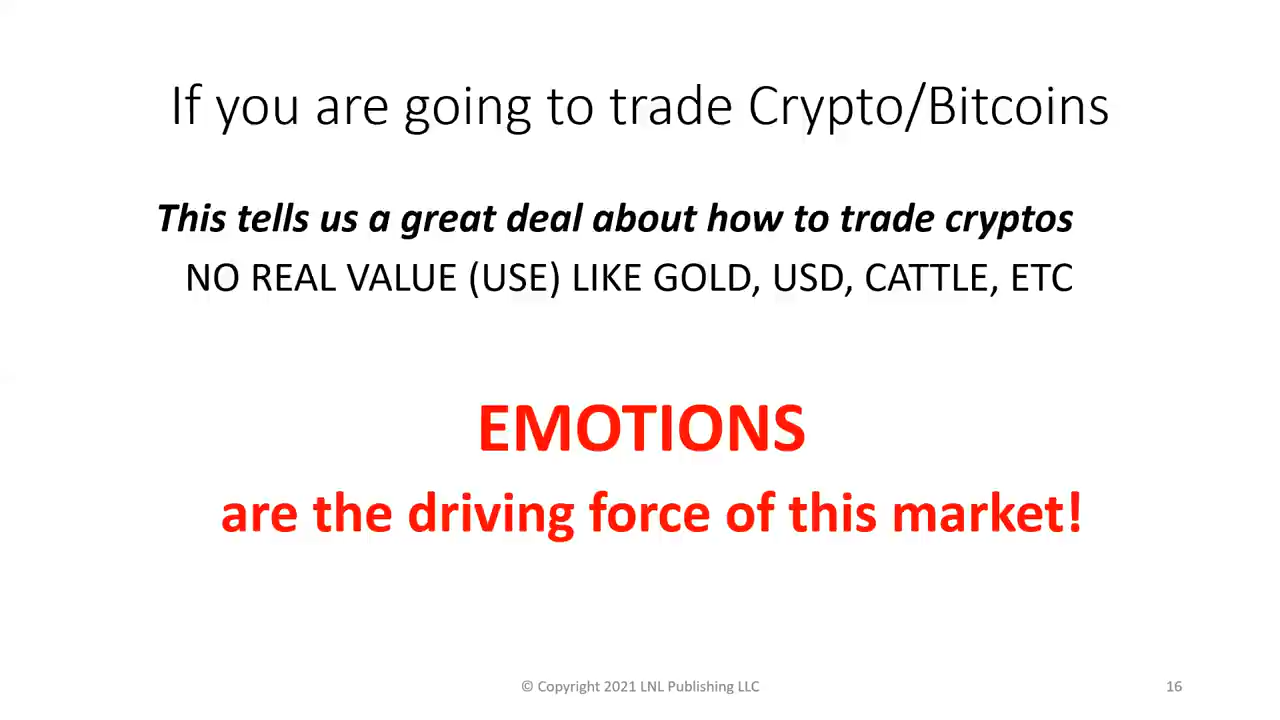 If you are going to trade Crypto/Bitcoins
This tells us a great deal about how to trade cryptos
NO REAL VALUE (USE) LIKE GOLD, USD, CATTLE, ETC
EMOTIONS
are the driving force of this market!
© Copyright 2021 LNL Publishing LLC
16